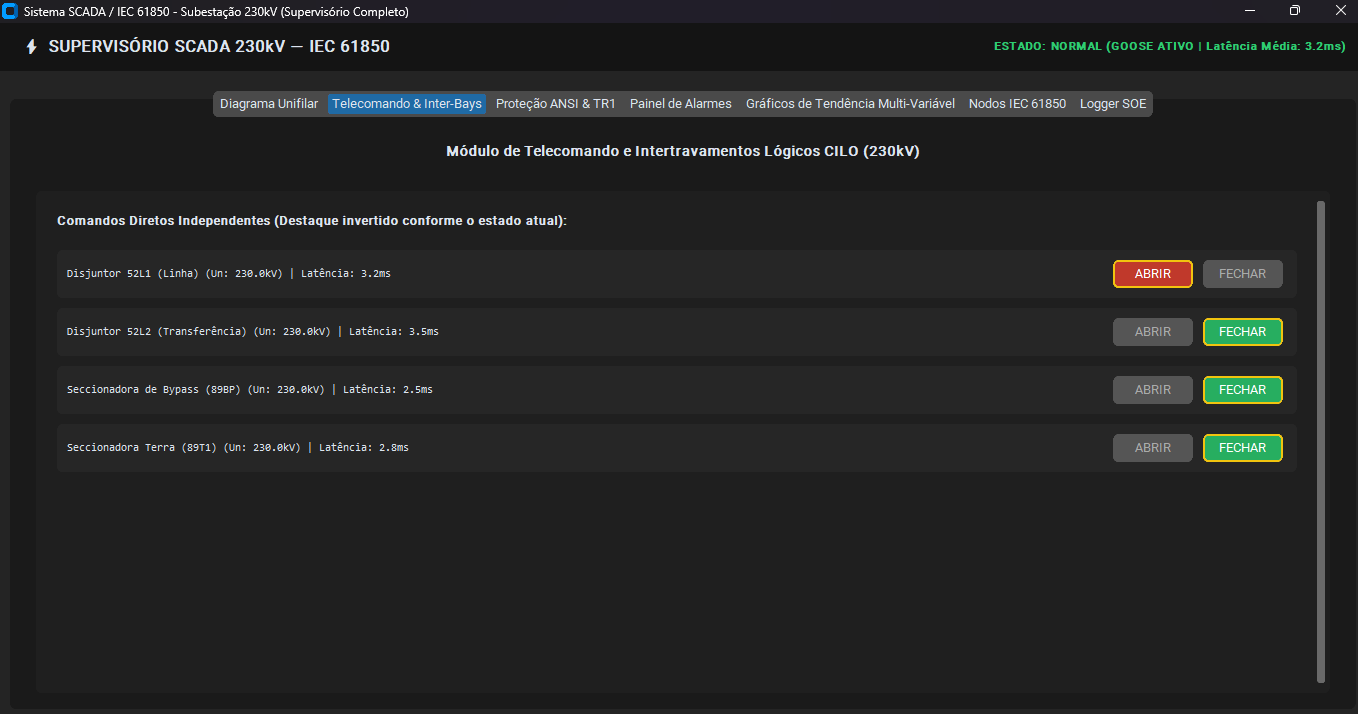 Sistema SCADA / IEC 61850 - Subestação 230kV (Supervisório Completo)
SUPERVISÓRIO SCADA 230kV — IEC 61850
ESTADO: NORMAL (GOOSE ATIVO | Latência Média: 3.2ms)
Diagrama Unifilar Telecomando & Inter-Bays Proteção ANSI & TR1 Painel de Alarmes Gráficos de Tendência Multi-Variável Nodos IEC 61850 Logger SOE
Módulo de Telecomando e Intertravamentos Lógicos CILO (230kV)
Comandos Diretos Independentes (Destaque invertido conforme o estado atual):
Disjuntor 52L1 (Linha) (Un: 230.0kV) | Latência: 3.2ms ABRIR FECHAR
Disjuntor 52L2 (Transferência) (Un: 230.0kV) | Latência: 3.5ms ABRIR FECHAR
Seccionadora de Bypass (89BP) (Un: 230.0kV) | Latência: 2.5ms ABRIR FECHAR
Seccionadora Terra (89T1) (Un: 230.0kV) | Latência: 2.8ms ABRIR FECHAR